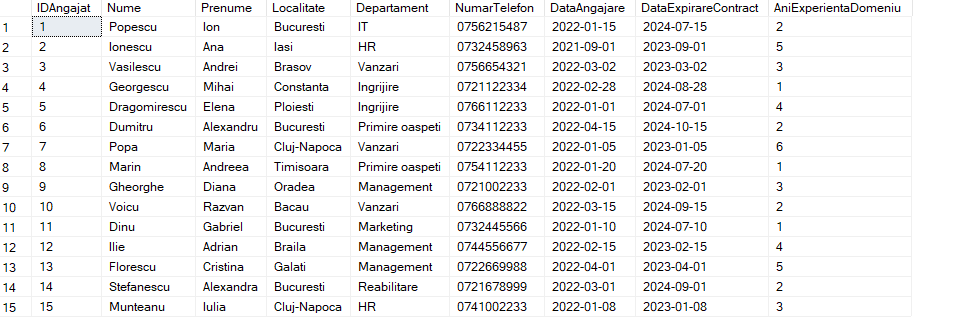 IDAngajat Nume Prenume Localitate Departament NumarTelefon DataAngajare DataExpirareContract AniExperientaDomeniu
1 1 Popescu Ion Bucuresti IT 0756215487 2022-01-15 2024-07-15 2
2 2 Ionescu Ana Iasi HR 0732458963 2021-09-01 2023-09-01 5
3 3 Vasilescu Andrei Brasov Vanzari 0756654321 2022-03-02 2023-03-02 3
4 4 Georgescu Mihai Constanta Ingrijire 0721122334 2022-02-28 2024-08-28 1
5 5 Dragomirescu Elena Ploiesti Ingrijire 0766112233 2022-01-01 2024-07-01 4
6 6 Dumitru Alexandru Bucuresti Primire oaspeti 0734112233 2022-04-15 2024-10-15 2
7 7 Popa Maria Cluj-Napoca Vanzari 0722334455 2022-01-05 2023-01-05 6
8 8 Marin Andreea Timisoara Primire oaspeti 0754112233 2022-01-20 2024-07-20 1
9 9 Gheorghe Diana Oradea Management 0721002233 2022-02-01 2023-02-01 3
10 10 Voicu Razvan Bacau Vanzari 0766888822 2022-03-15 2024-09-15 2
11 11 Dinu Gabriel Bucuresti Marketing 0732445566 2022-01-10 2024-07-10 1
12 12 Ilie Adrian Braila Management 0744556677 2022-02-15 2023-02-15 4
13 13 Florescu Cristina Galati Management 0722669988 2022-04-01 2023-04-01 5
14 14 Stefanescu Alexandra Bucuresti Reabilitare 0721678999 2022-03-01 2024-09-01 2
15 15 Munteanu Iulia Cluj-Napoca HR 0741002233 2022-01-08 2023-01-08 3